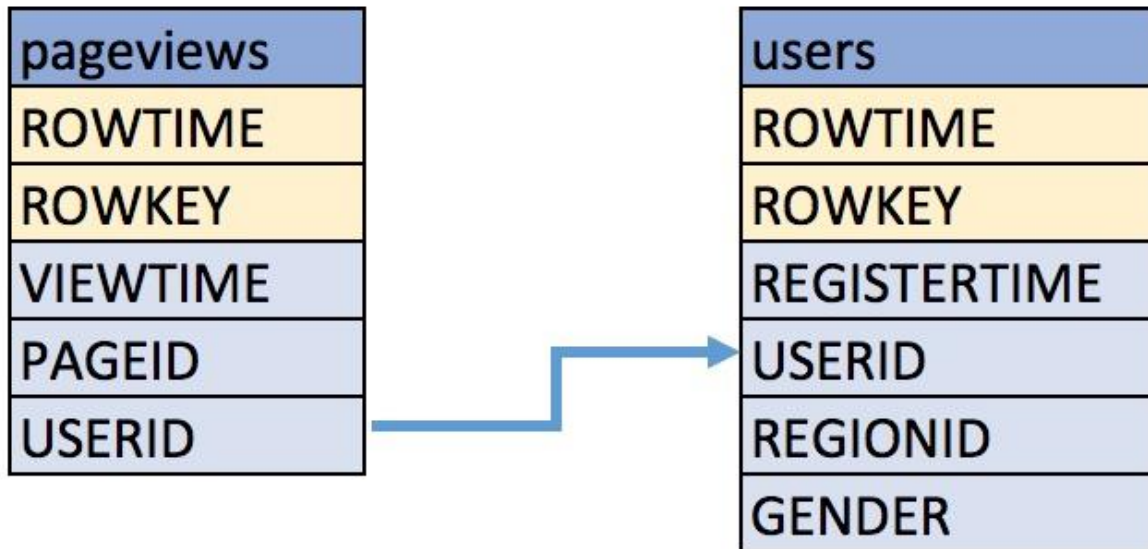 pageviews
ROWTIME
ROWKEY
VIEWTIME
PAGEID
USERID
users
ROWTIME
ROWKEY
REGISTERTIME
USERID
REGIONID
GENDER